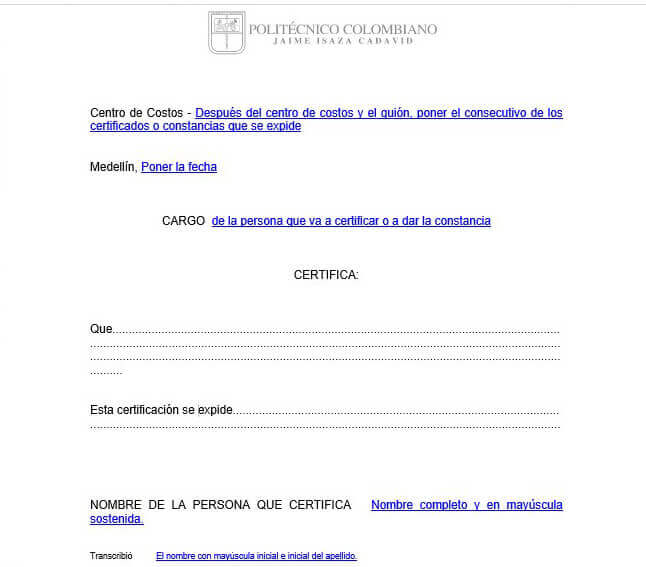 POLITÉCNICO COLOMBIANO
JAIME ISAZA CADAVID
Centro de Costos - Después del centro de costos y el guión, poner el consecutivo de los
certificados o constancias que se expide
Medellín, Poner la fecha
CARGO de la persona que va a certificar o a dar la constancia
CERTIFICA:
Que..........................................................................................................................................
................................................................................................................................................
................................................................................................................................................
..........
Esta certificación se expide....................................................................................................
................................................................................................................................................
NOMBRE DE LA PERSONA QUE CERTIFICA Nombre completo y en mayúscula
sostenida.
Transcribió El nombre con mayúscula inicial e inicial del apellido.